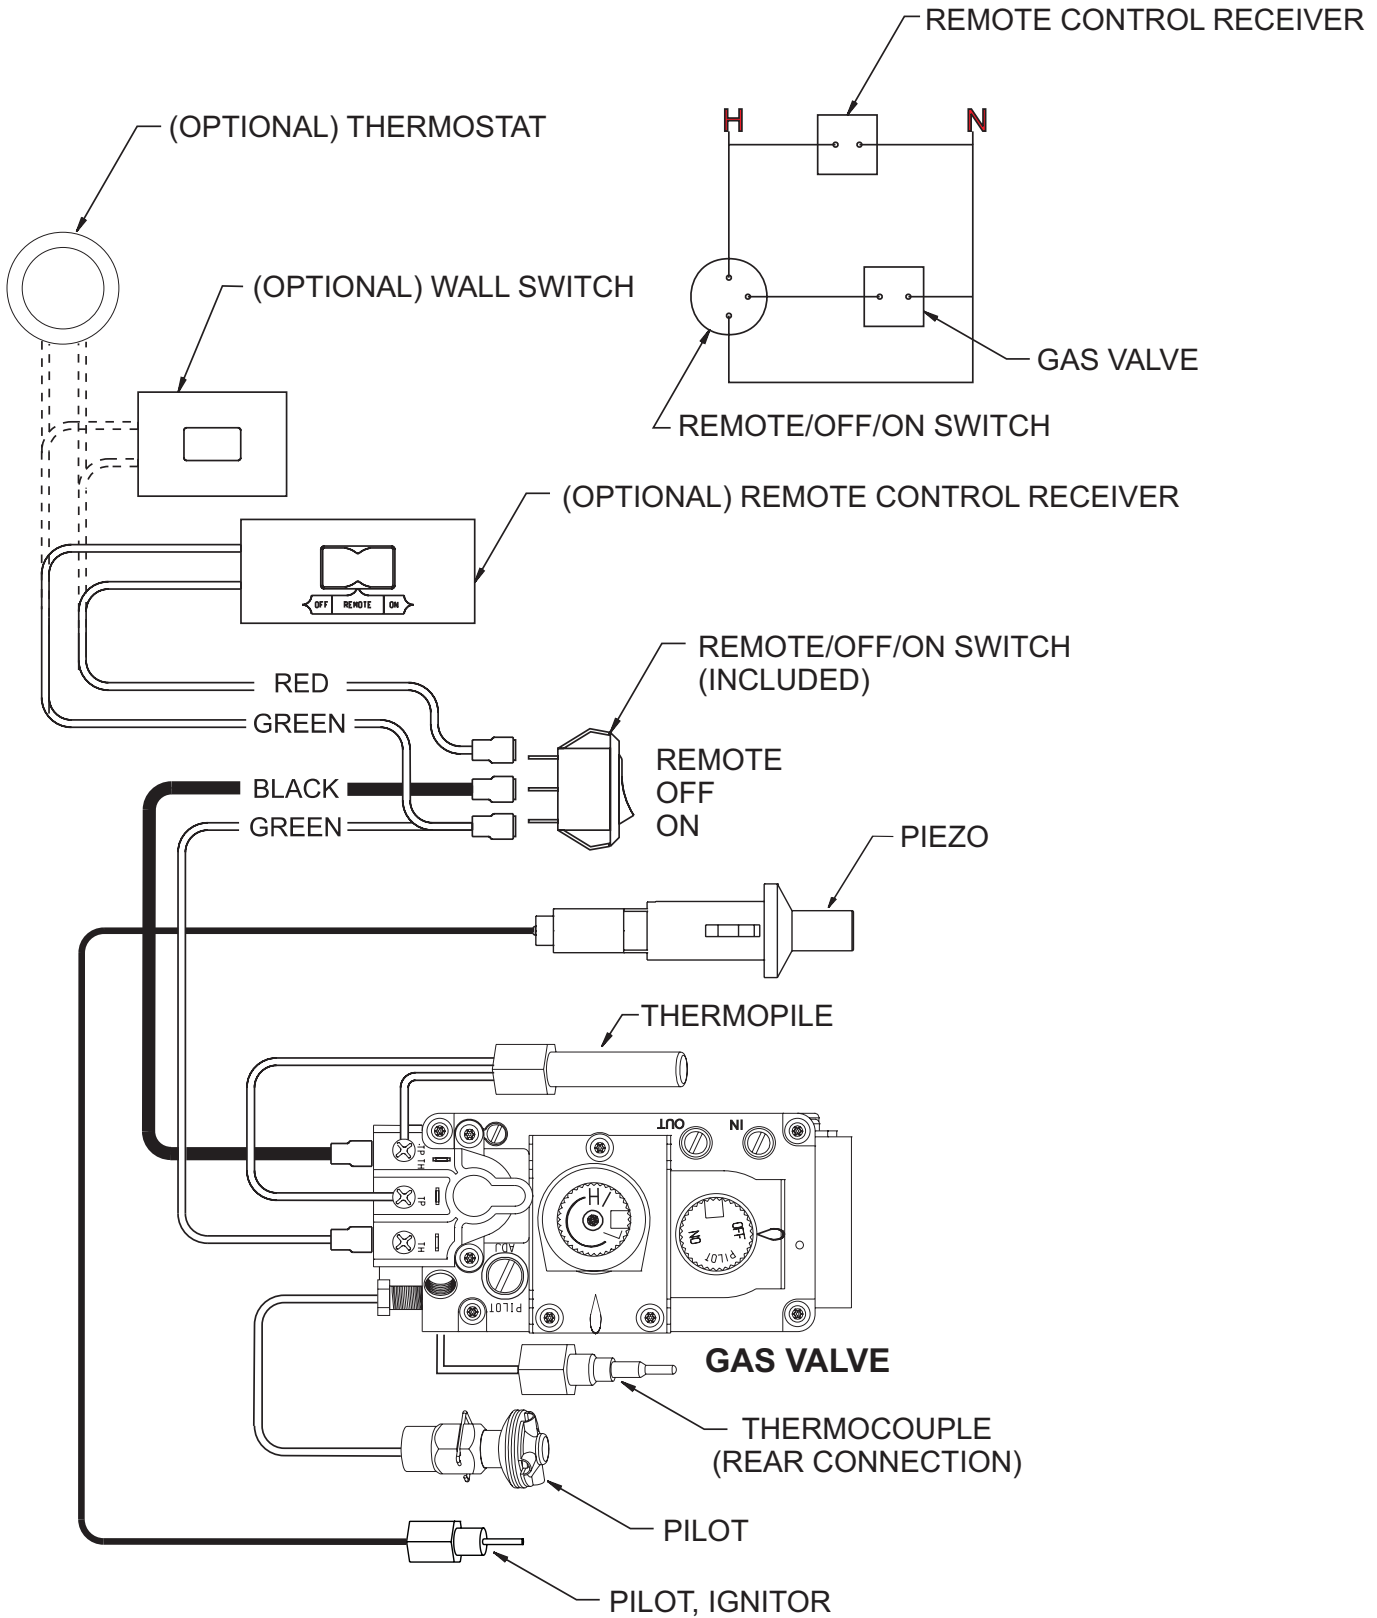 REMOTE CONTROL RECEIVER
H
N
(OPTIONAL) THERMOSTAT
(OPTIONAL) WALL SWITCH
GAS VALVE
REMOTE/OFF/ON SWITCH
(OPTIONAL) REMOTE CONTROL RECEIVER
OFF REMOTE ON
REMOTE/OFF/ON SWITCH
(INCLUDED)
RED
GREEN
BLACK
GREEN
REMOTE
OFF
ON
PIEZO
THERMOPILE
OUT
IN
TP TH
TP
TH
ADJ
PILOT
H
OFF
PILOT
ON
GAS VALVE
THERMOCOUPLE
(REAR CONNECTION)
PILOT
PILOT, IGNITOR